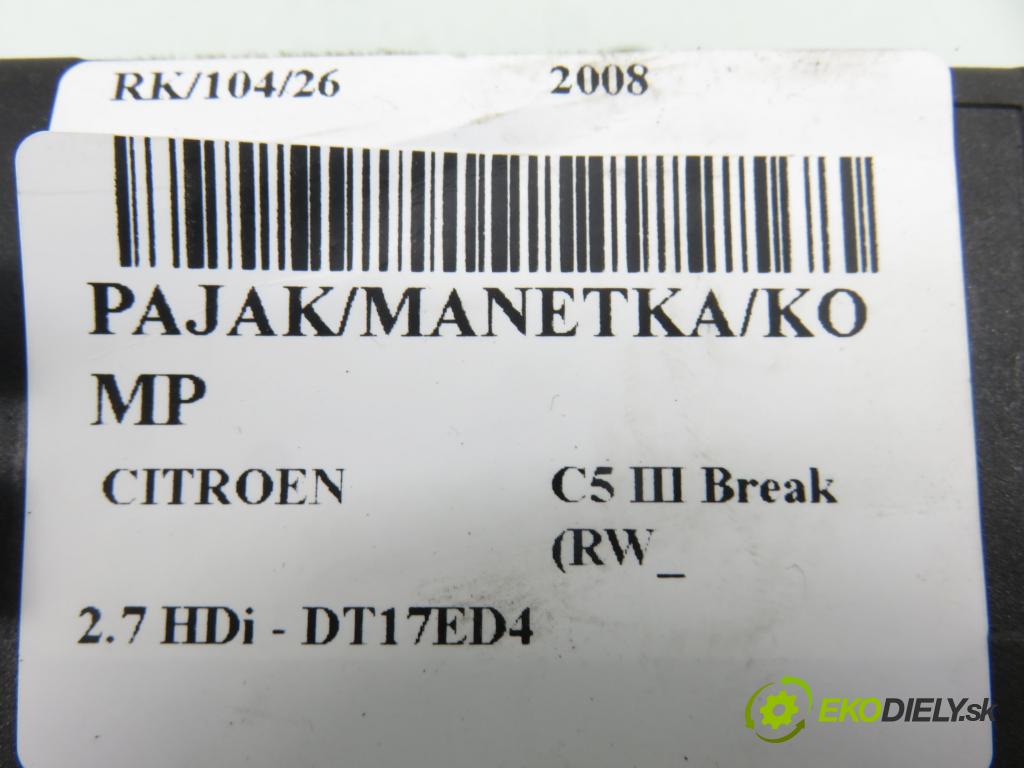 RK/104/26 2008
PAJAK/MANETKA/KO
MP
CITROEN C5 III Break
(RW_
2.7 HDi - DT17ED4
EKODIELY.sk